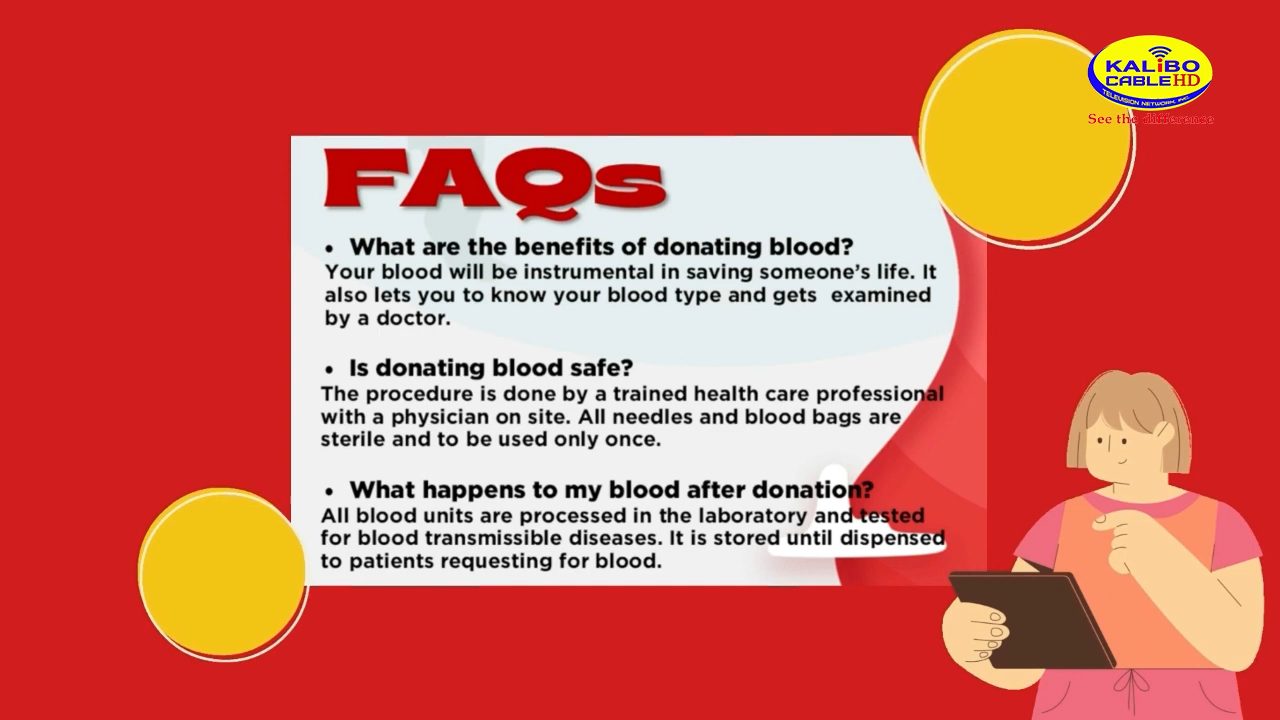 KALiBO
CABLE HD
TELEVISION NETWORK, INC.
See the difference
FAQs
• What are the benefits of donating blood?
Your blood will be instrumental in saving someone's life. It
also lets you to know your blood type and gets  examined
by a doctor.
• Is donating blood safe?
The procedure is done by a trained health care professional
with a physician on site. All needles and blood bags are
sterile and to be used only once.
• What happens to my blood after donation?
All blood units are processed in the laboratory and tested
for blood transmissible diseases. It is stored until dispensed
to patients requesting for blood.